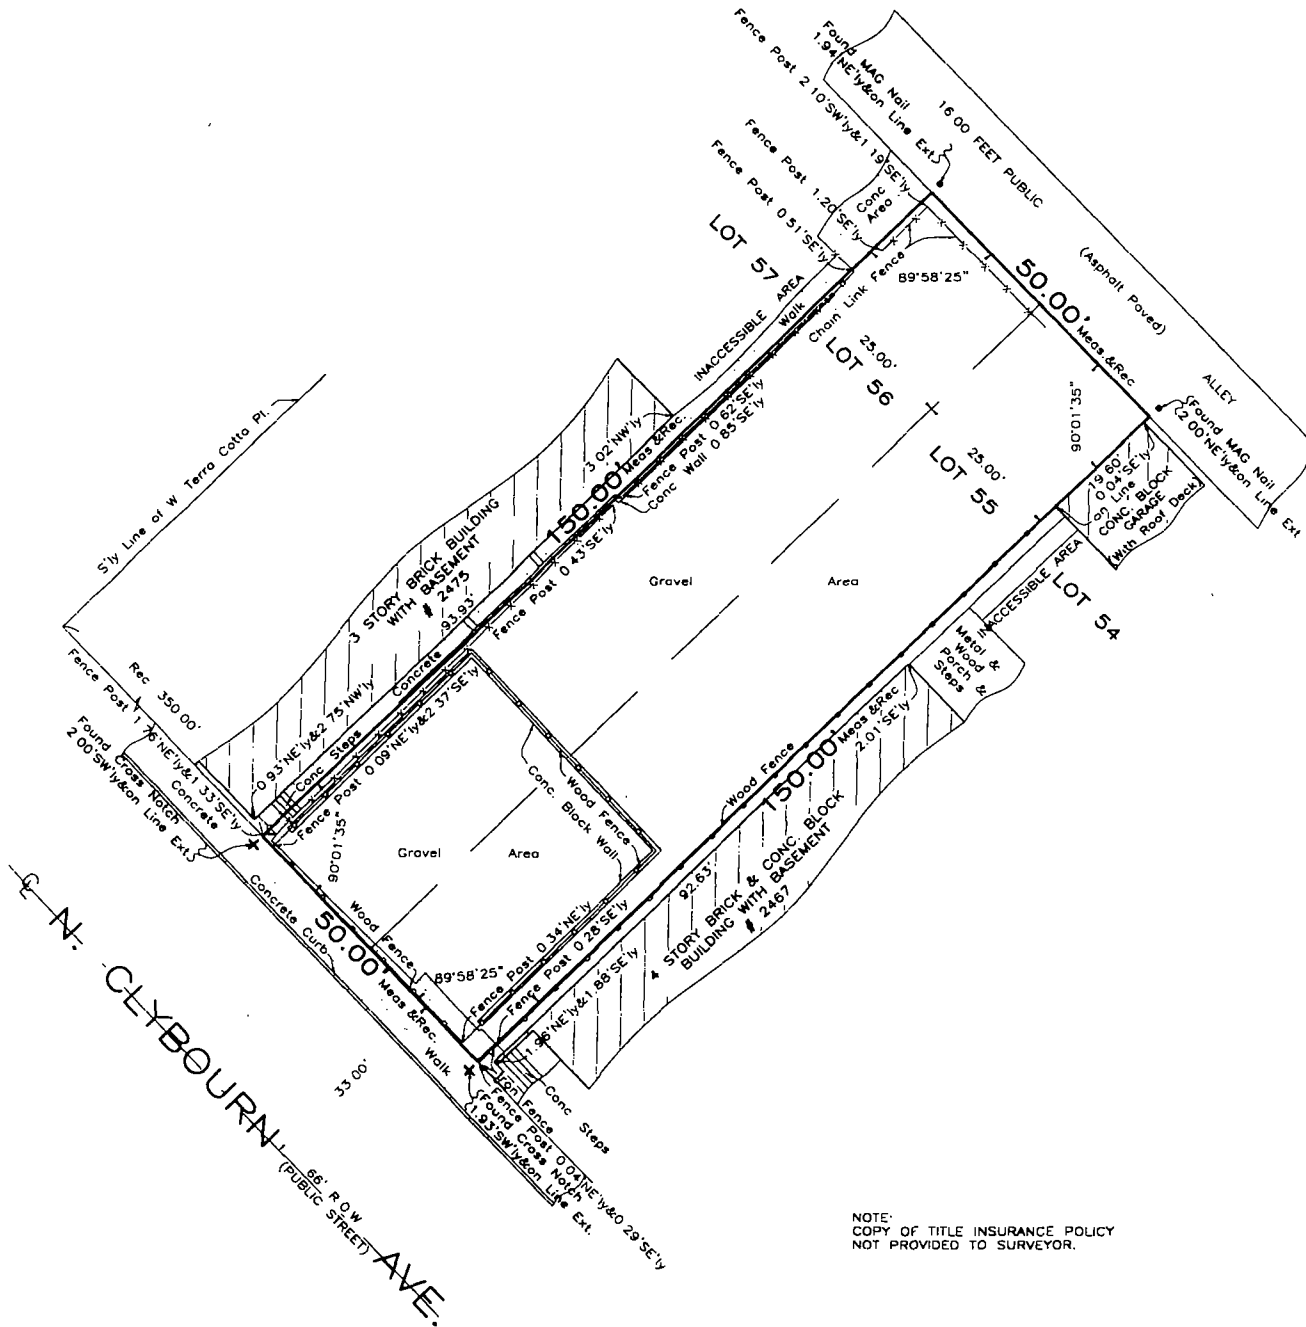 Fence Post 2 10'SW'ly&1 19'SE'ly
Found MAG Nail
1.94'NE'ly&on Line Ext.
16 00 FEET PUBLIC
(Asphalt Paved)
ALLEY
Fence Post 1.20'SE'ly
Fence Post 0 51'SE'ly
Conc
Area
LOT 57
INACCESSIBLE AREA
Walk
Chain Link Fence
89°58'25"
50.00' Meas.&Rec
90°01'35"
25.00'
LOT 56
25.00'
LOT 55
Found MAG Nail
2 00'NE'ly&on Line Ext
19 60'
0 04'SE'ly
on Line
CONC. BLOCK
GARAGE
(With Roof Deck)
INACCESSIBLE AREA
LOT 54
Metal &
Wood
Porch &
Steps
S'ly Line of W Terra Cotta Pl.
3 02'NW'ly
150.00' Meas &Rec.
Fence Post 0 62'SE'ly
Conc Wall 0 85'SE'ly
Fence Post 0 43'SE'ly
3 STORY BRICK BUILDING
WITH BASEMENT
# 2475
93.93'
Gravel Area
Rec 350 00'
Fence Post 1.76'NE'ly&1 33'SE'ly
Found Cross Notch
2 00'SW'ly&on Line Ext.
Concrete
0 93'NE'ly&2 75'NW'ly
Conc Steps
Concrete
Fence Post 0 09'NE'ly&2 37'SE'ly
Wood Fence
Conc. Block Wall
90°01'35"
Gravel Area
Wood Fence
150.00' Meas &Rec
2.01'SE'ly
92.63'
4 STORY BRICK & CONC. BLOCK
BUILDING WITH BASEMENT
# 2467
Concrete Curb
Wood Fence
50.00' Meas &Rec.
Walk
89°58'25"
Fence Post 0 34'NE'ly
Fence Post 0 28'SE'ly
1.96'NE'ly&1.88'SE'ly
Conc Steps
Iron Fence
Fence Post 0 04'NE'ly&0 29'SE'ly
Found Cross Notch
1.93'SW'ly&on Line Ext.
33 00'
N. CLYBOURN AVE.
66' R.O.W
(PUBLIC STREET)
NOTE:
COPY OF TITLE INSURANCE POLICY
NOT PROVIDED TO SURVEYOR.